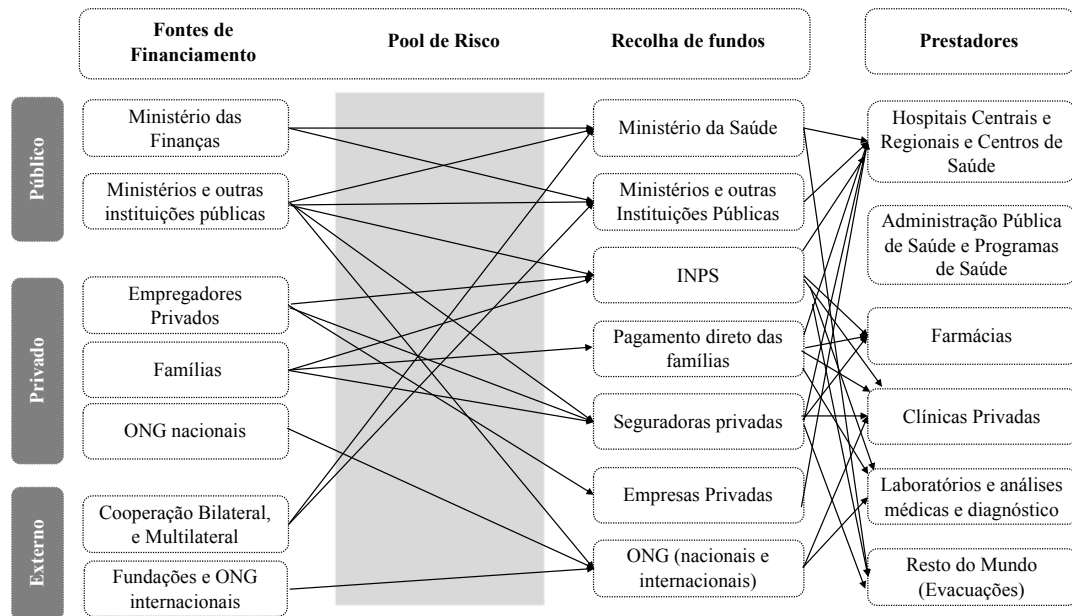 Fontes de
Financiamento
Pool de Risco
Recolha de fundos
Prestadores
Público
Ministério das
Finanças
Ministérios e outras
instituições públicas
Privado
Empregadores
Privados
Famílias
ONG nacionais
Externo
Cooperação Bilateral,
e Multilateral
Fundações e ONG
internacionais
Ministério da Saúde
Ministérios e outras
Instituições Públicas
INPS
Pagamento direto das
famílias
Seguradoras privadas
Empresas Privadas
ONG (nacionais e
internacionais)
Hospitais Centrais e
Regionais e Centros de
Saúde
Administração Pública
de Saúde e Programas
de Saúde
Farmácias
Clínicas Privadas
Laboratórios e análises
médicas e diagnóstico
Resto do Mundo
(Evacuações)